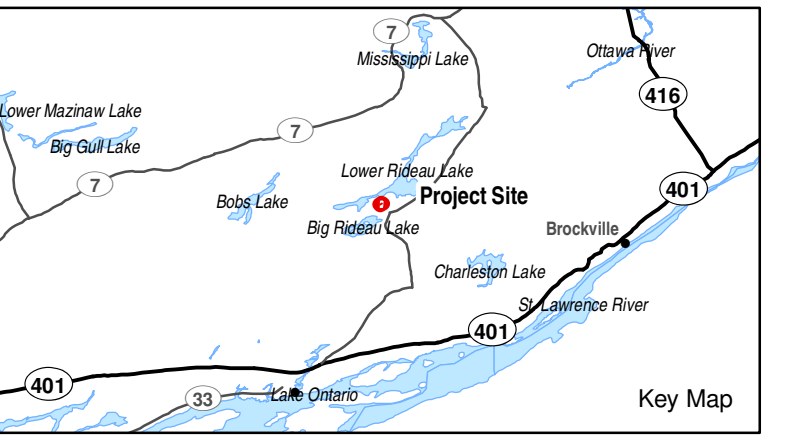 7
Mississippi Lake
Ottawa River
416
Lower Mazinaw Lake
7
Big Gull Lake
7
Lower Rideau Lake
401
Project Site
Bobs Lake
Big Rideau Lake
Brockville
Charleston Lake
St. Lawrence River
401
401
33
Lake Ontario
Key Map